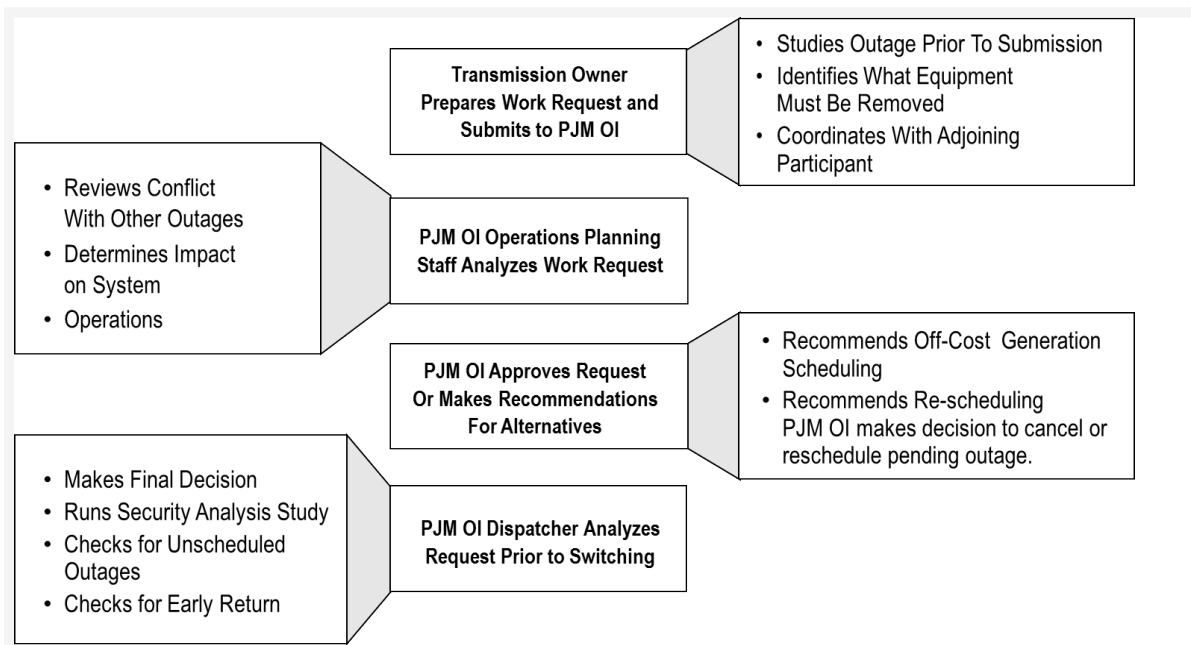 Transmission Owner
Prepares Work Request and
Submits to PJM OI
• Studies Outage Prior To Submission
• Identifies What Equipment
Must Be Removed
• Coordinates With Adjoining
Participant
• Reviews Conflict
With Other Outages
• Determines Impact
on System
• Operations
PJM OI Operations Planning
Staff Analyzes Work Request
PJM OI Approves Request
Or Makes Recommendations
For Alternatives
• Recommends Off-Cost Generation
Scheduling
• Recommends Re-scheduling
PJM OI makes decision to cancel or
reschedule pending outage.
• Makes Final Decision
• Runs Security Analysis Study
• Checks for Unscheduled
Outages
• Checks for Early Return
PJM OI Dispatcher Analyzes
Request Prior to Switching